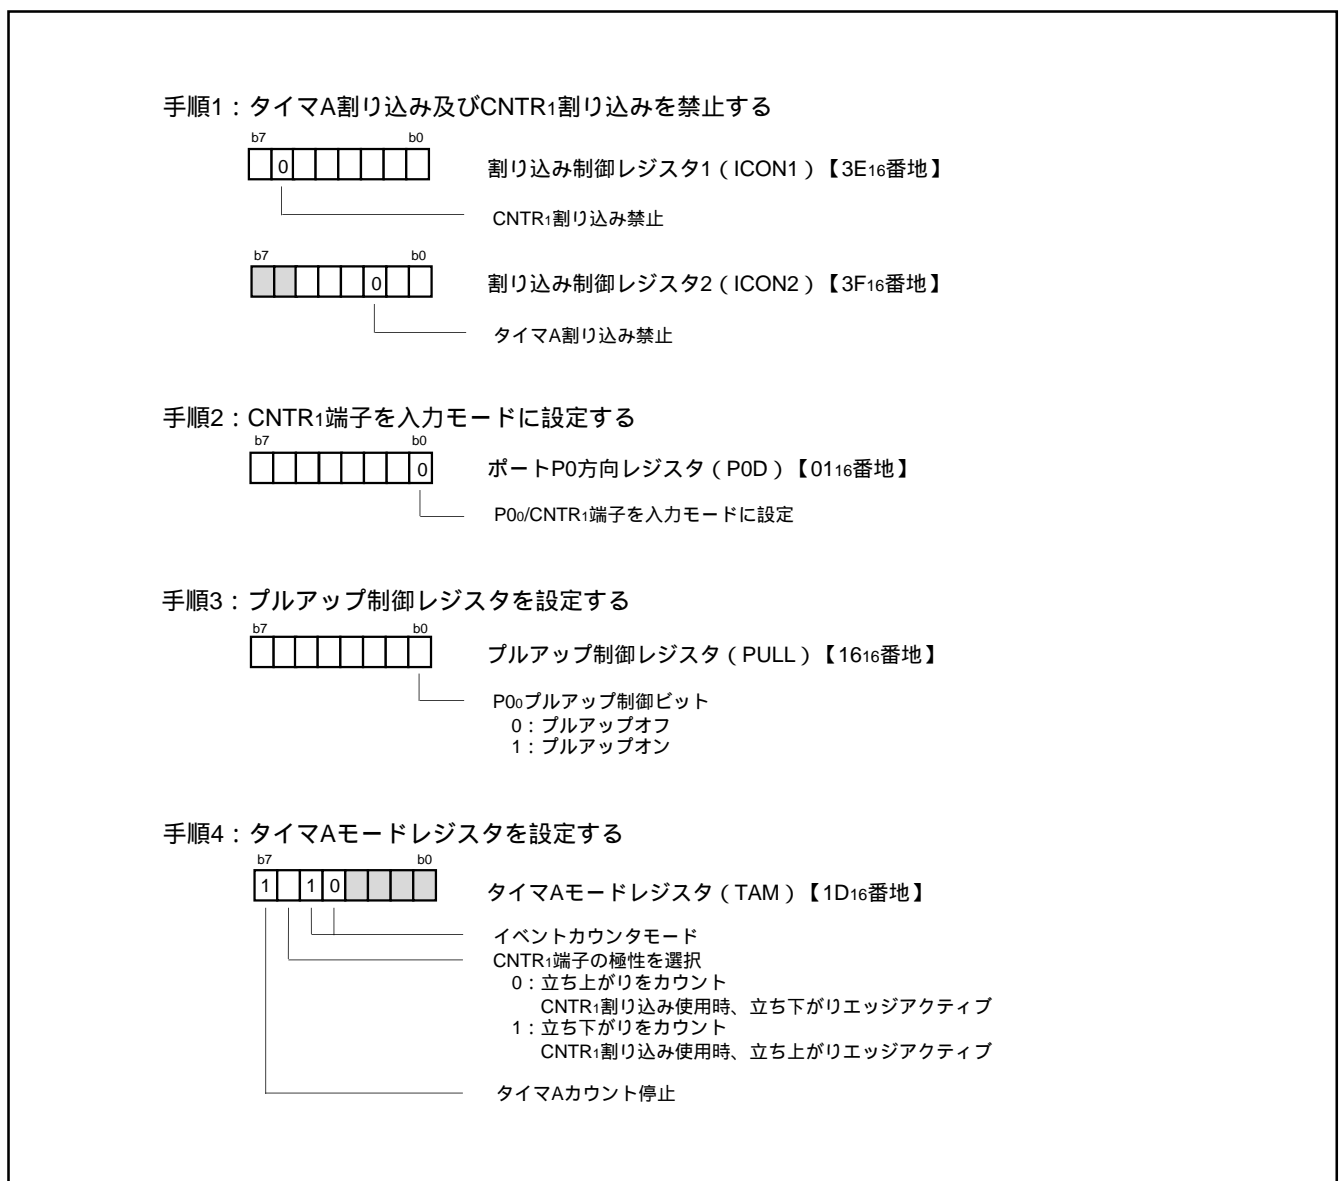 手順1：タイマA割り込み及びCNTR1割り込みを禁止する
b7 b0
0
割り込み制御レジスタ1（ICON1）【3E16番地】
CNTR1割り込み禁止
b7 b0
0
割り込み制御レジスタ2（ICON2）【3F16番地】
タイマA割り込み禁止
手順2：CNTR1端子を入力モードに設定する
b7 b0
0
ポートP0方向レジスタ（P0D）【0116番地】
P00/CNTR1端子を入力モードに設定
手順3：プルアップ制御レジスタを設定する
b7 b0
プルアップ制御レジスタ（PULL）【1616番地】
P00プルアップ制御ビット
0：プルアップオフ
1：プルアップオン
手順4：タイマAモードレジスタを設定する
b7 b0
1 1 0
タイマAモードレジスタ（TAM）【1D16番地】
イベントカウンタモード
CNTR1端子の極性を選択
0：立ち上がりをカウント
CNTR1割り込み使用時、立ち下がりエッジアクティブ
1：立ち下がりをカウント
CNTR1割り込み使用時、立ち上がりエッジアクティブ
タイマAカウント停止